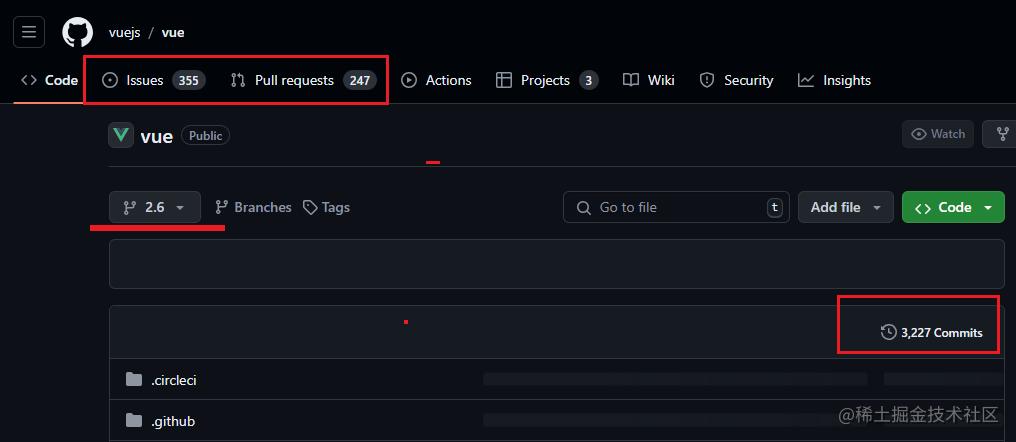 vuejs / vue
Code Issues 355 Pull requests 247 Actions Projects 3 Wiki Security Insights
vue Public Watch
2.6 Branches Tags Go to file t Add file Code
3,227 Commits
.circleci
.github
@稀土掘金技术社区